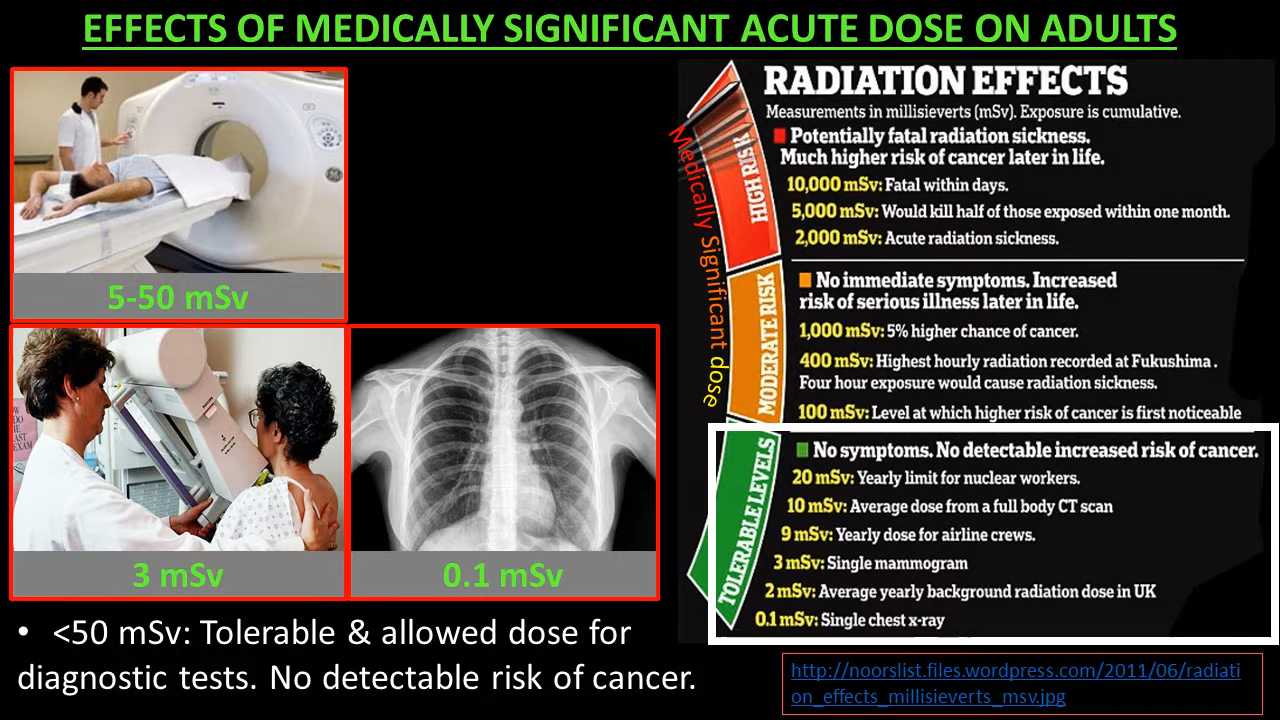 EFFECTS OF MEDICALLY SIGNIFICANT ACUTE DOSE ON ADULTS
5-50 mSv
3 mSv
0.1 mSv
• <50 mSv: Tolerable & allowed dose for
diagnostic tests. No detectable risk of cancer.
RADIATION EFFECTS
Measurements in millisieverts (mSv). Exposure is cumulative.
Medically Significant dose
HIGH RISK
Potentially fatal radiation sickness.
Much higher risk of cancer later in life.
10,000 mSv: Fatal within days.
5,000 mSv: Would kill half of those exposed within one month.
2,000 mSv: Acute radiation sickness.
MODERATE RISK
No immediate symptoms. Increased
risk of serious illness later in life.
1,000 mSv: 5% higher chance of cancer.
400 mSv: Highest hourly radiation recorded at Fukushima.
Four hour exposure would cause radiation sickness.
100 mSv: Level at which higher risk of cancer is first noticeable
TOLERABLE LEVELS
No symptoms. No detectable increased risk of cancer.
20 mSv: Yearly limit for nuclear workers.
10 mSv: Average dose from a full body CT scan
9 mSv: Yearly dose for airline crews.
3 mSv: Single mammogram
2 mSv: Average yearly background radiation dose in UK
0.1 mSv: Single chest x-ray
http://noorslist.files.wordpress.com/2011/06/radiati
on_effects_millisieverts_msv.jpg